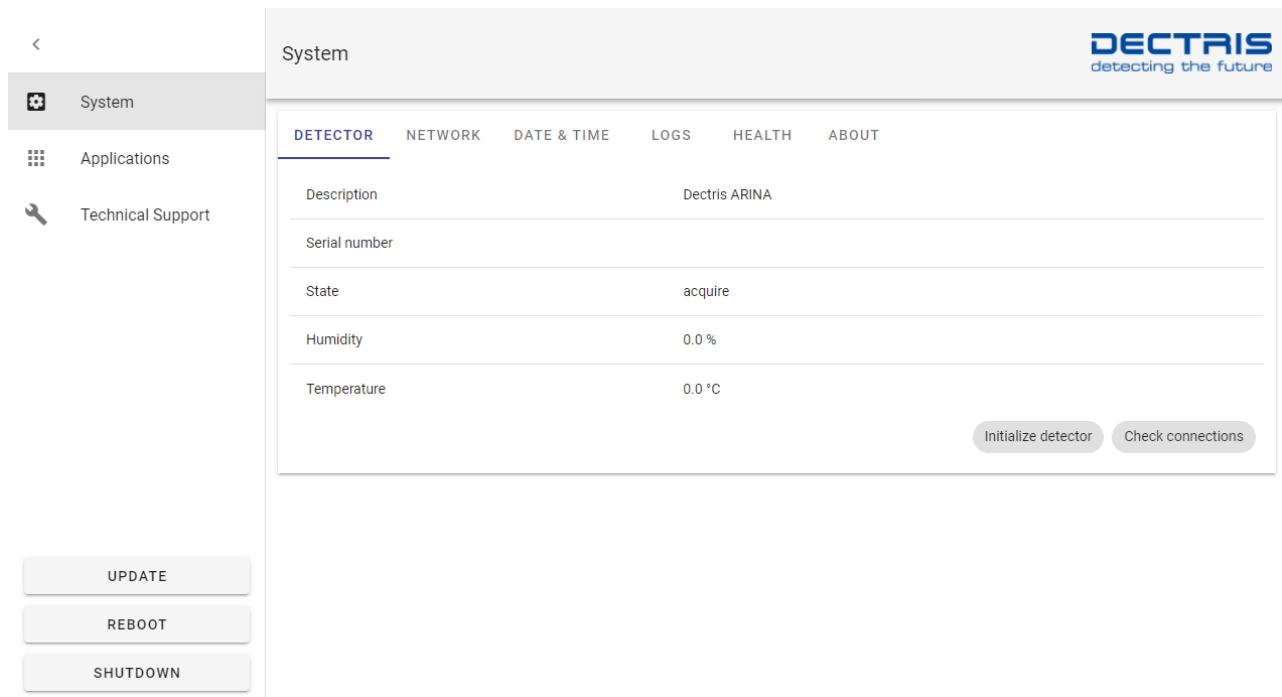 System
DECTRIS
detecting the future
System
Applications
Technical Support
UPDATE
REBOOT
SHUTDOWN
DETECTOR NETWORK DATE & TIME LOGS HEALTH ABOUT
Description Dectris ARINA
Serial number
State acquire
Humidity 0.0 %
Temperature 0.0 °C
Initialize detector Check connections